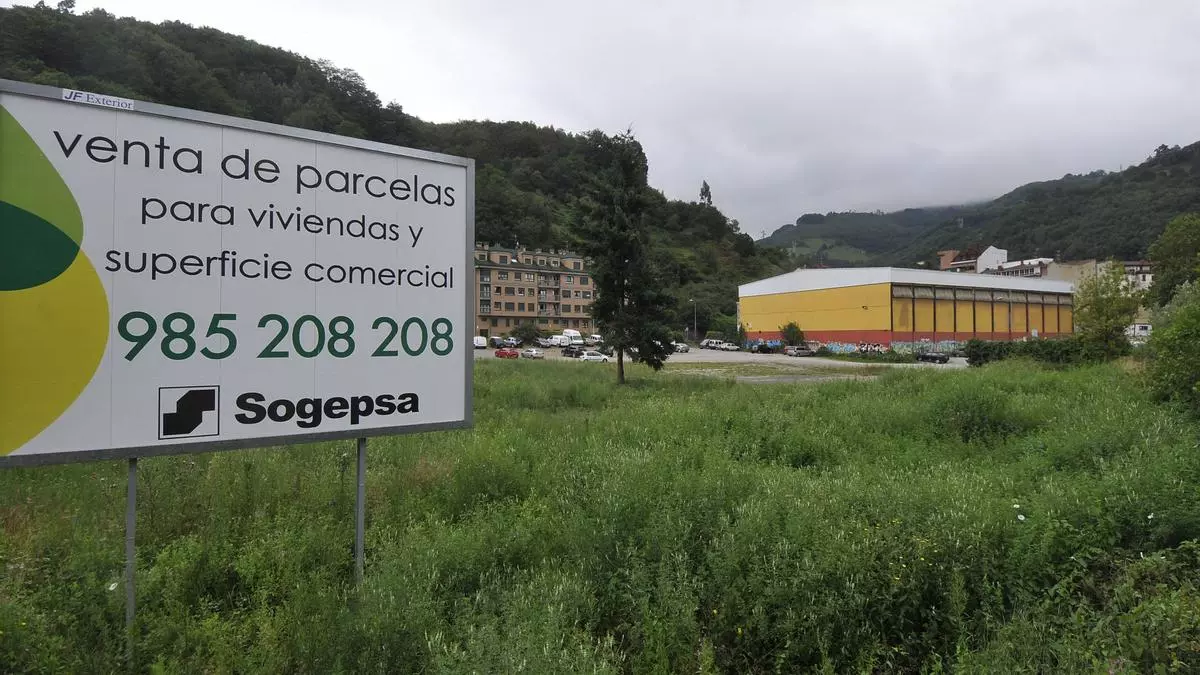 JF Exterior
venta de parcelas
para viviendas y
superficie comercial
985 208 208
Sogepsa